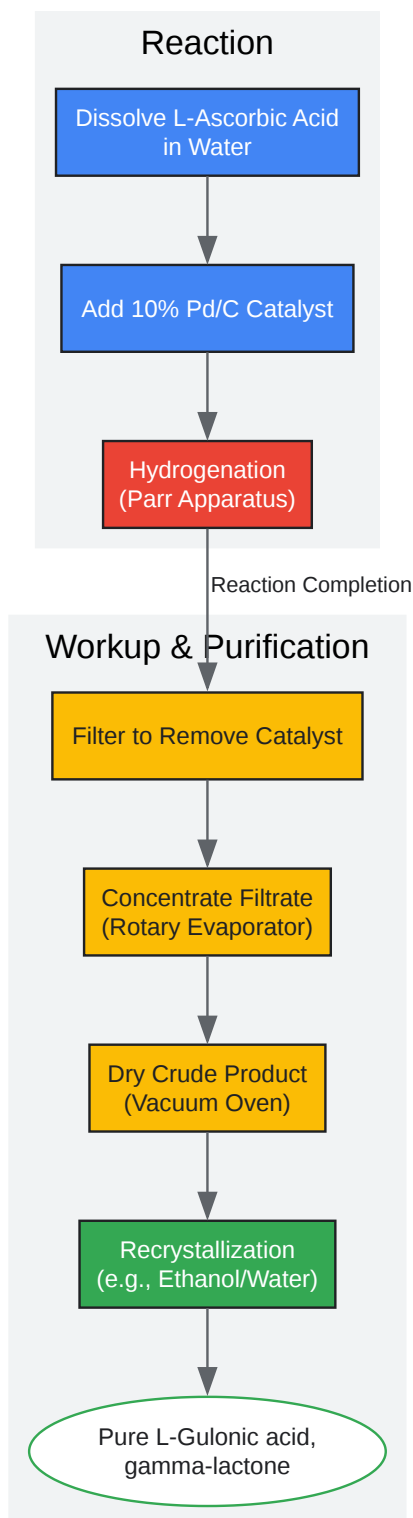 Reaction
Dissolve L-Ascorbic Acid
in Water
Add 10% Pd/C Catalyst
Hydrogenation
(Parr Apparatus)
Reaction Completion
Workup & Purification
Filter to Remove Catalyst
Concentrate Filtrate
(Rotary Evaporator)
Dry Crude Product
(Vacuum Oven)
Recrystallization
(e.g., Ethanol/Water)
Pure L-Gulonic acid,
gamma-lactone